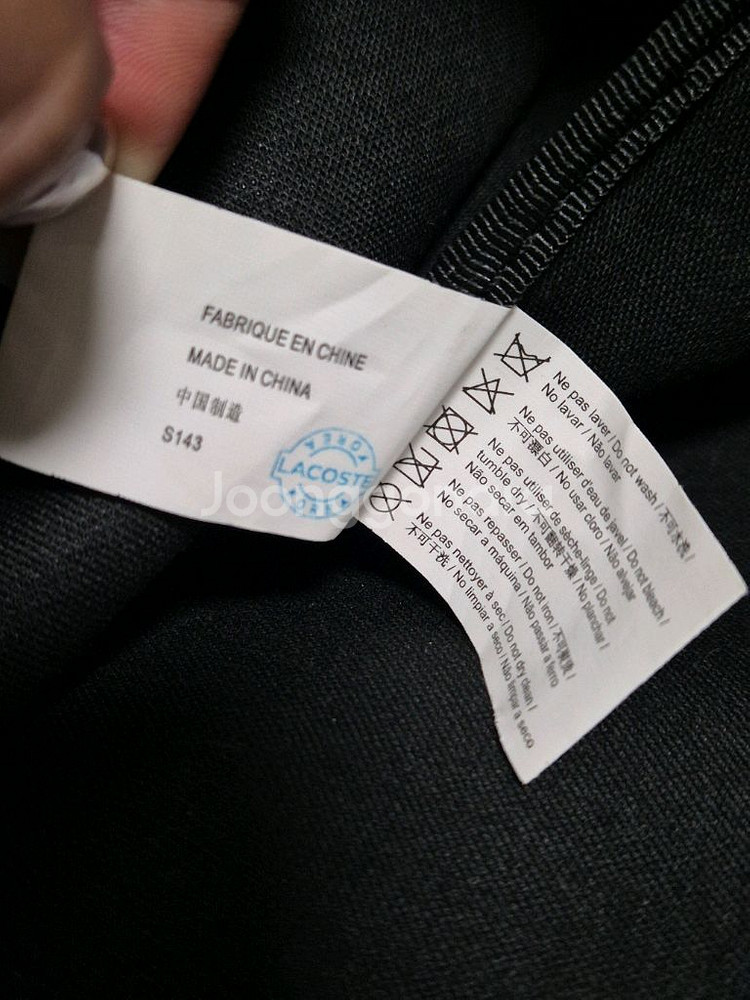 FABRIQUE EN CHINE
MADE IN CHINA
中国制造
S143
KOREA
LACOSTE
KOREA
Ne pas laver / Do not wash / 不可水洗 /
No lavar / Não lavar
Ne pas utiliser d'eau de javel / Do not bleach /
不可漂白 / No usar cloro / Não alvejar
Ne pas utiliser de sèche-linge / Do not
tumble dry / 不可翻转干燥 / No planchar /
Não secar em tambor
Ne pas repasser / Do not iron / 不可熨烫 /
No secar a máquina / Não passar a ferro
Ne pas nettoyer à sec / Do not dry clean /
不可干洗 / No limpiar a seco / Não limpar a seco